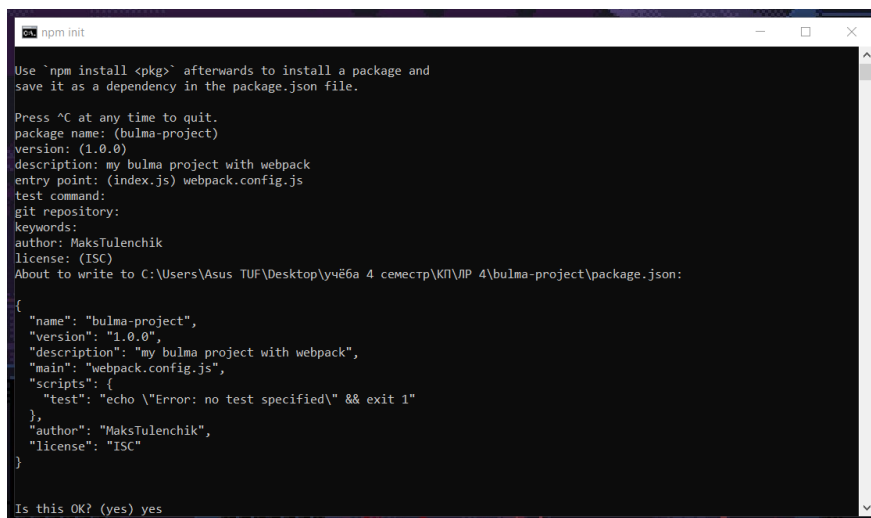 npm init
Use `npm install <pkg>` afterwards to install a package and
save it as a dependency in the package.json file.
Press ^C at any time to quit.
package name: (bulma-project)
version: (1.0.0)
description: my bulma project with webpack
entry point: (index.js) webpack.config.js
test command:
git repository:
keywords:
author: MaksTulenchik
license: (ISC)
About to write to C:\Users\Asus TUF\Desktop\учёба 4 семестр\КП\ЛР 4\bulma-project\package.json:
{
  "name": "bulma-project",
  "version": "1.0.0",
  "description": "my bulma project with webpack",
  "main": "webpack.config.js",
  "scripts": {
    "test": "echo \"Error: no test specified\" && exit 1"
  },
  "author": "MaksTulenchik",
  "license": "ISC"
}
Is this OK? (yes) yes